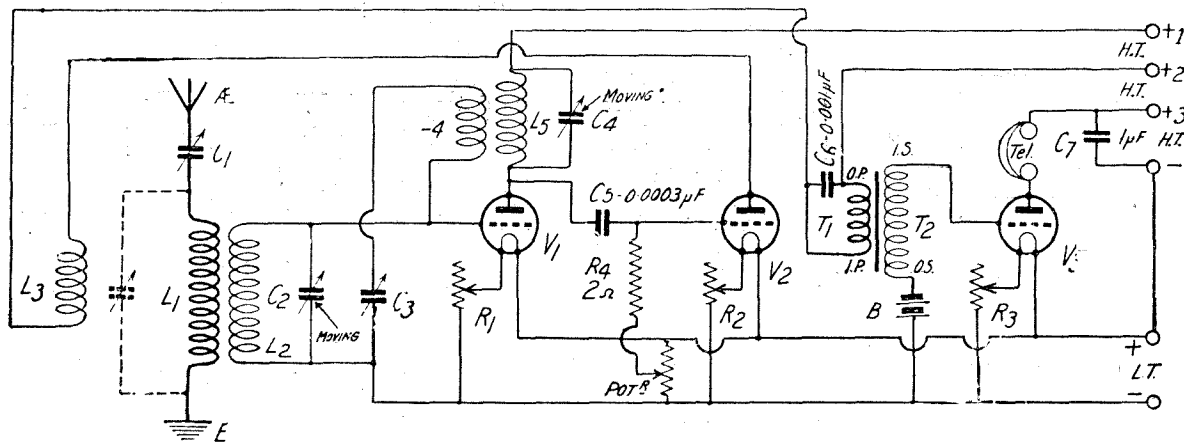 +1
H.T.
+2
H.T.
+3
H.T.
−
Æ.
C1
-4
L5
MOVING"
C4
C6-0.001µF
Tel.
C7
1µF
O.P.
I.S.
C5-0.0003µF
V1
T1
T2
V2
I.P.
O.S.
V
L3
L1
C2
MOVING
L2
C3
R1
R4
2Ω
R2
B
R3
POTR
+
L.T.
−
E